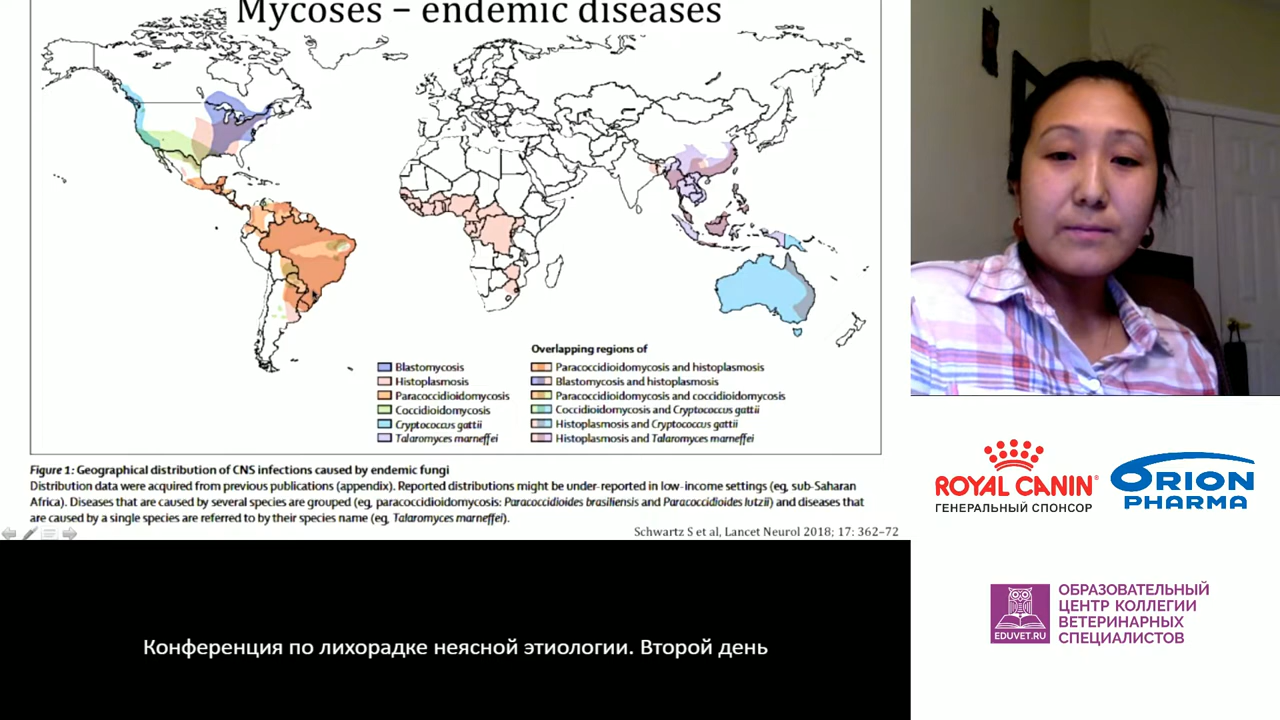 Mycoses – endemic diseases
Overlapping regions of
Blastomycosis
Histoplasmosis
Paracoccidioidomycosis
Coccidioidomycosis
Cryptococcus gattii
Talaromyces marneffei
Paracoccidioidomycosis and histoplasmosis
Blastomycosis and histoplasmosis
Paracoccidioidomycosis and coccidioidomycosis
Coccidioidomycosis and Cryptococcus gattii
Histoplasmosis and Cryptococcus gattii
Histoplasmosis and Talaromyces marneffei
Figure 1: Geographical distribution of CNS infections caused by endemic fungi
Distribution data were acquired from previous publications (appendix). Reported distributions might be under-reported in low-income settings (eg, sub-Saharan
Africa). Diseases that are caused by several species are grouped (eg, paracoccidioidomycosis: Paracoccidioides brasiliensis and Paracoccidioides lutzii) and diseases that
are caused by a single species are referred to by their species name (eg, Talaromyces marneffei).
Schwartz S et al, Lancet Neurol 2018; 17: 362–72
Конференция по лихорадке неясной этиологии. Второй день
ROYAL CANIN®
ГЕНЕРАЛЬНЫЙ СПОНСОР
ORION
PHARMA
EDUVET.RU
ОБРАЗОВАТЕЛЬНЫЙ
ЦЕНТР КОЛЛЕГИИ
ВЕТЕРИНАРНЫХ
СПЕЦИАЛИСТОВ